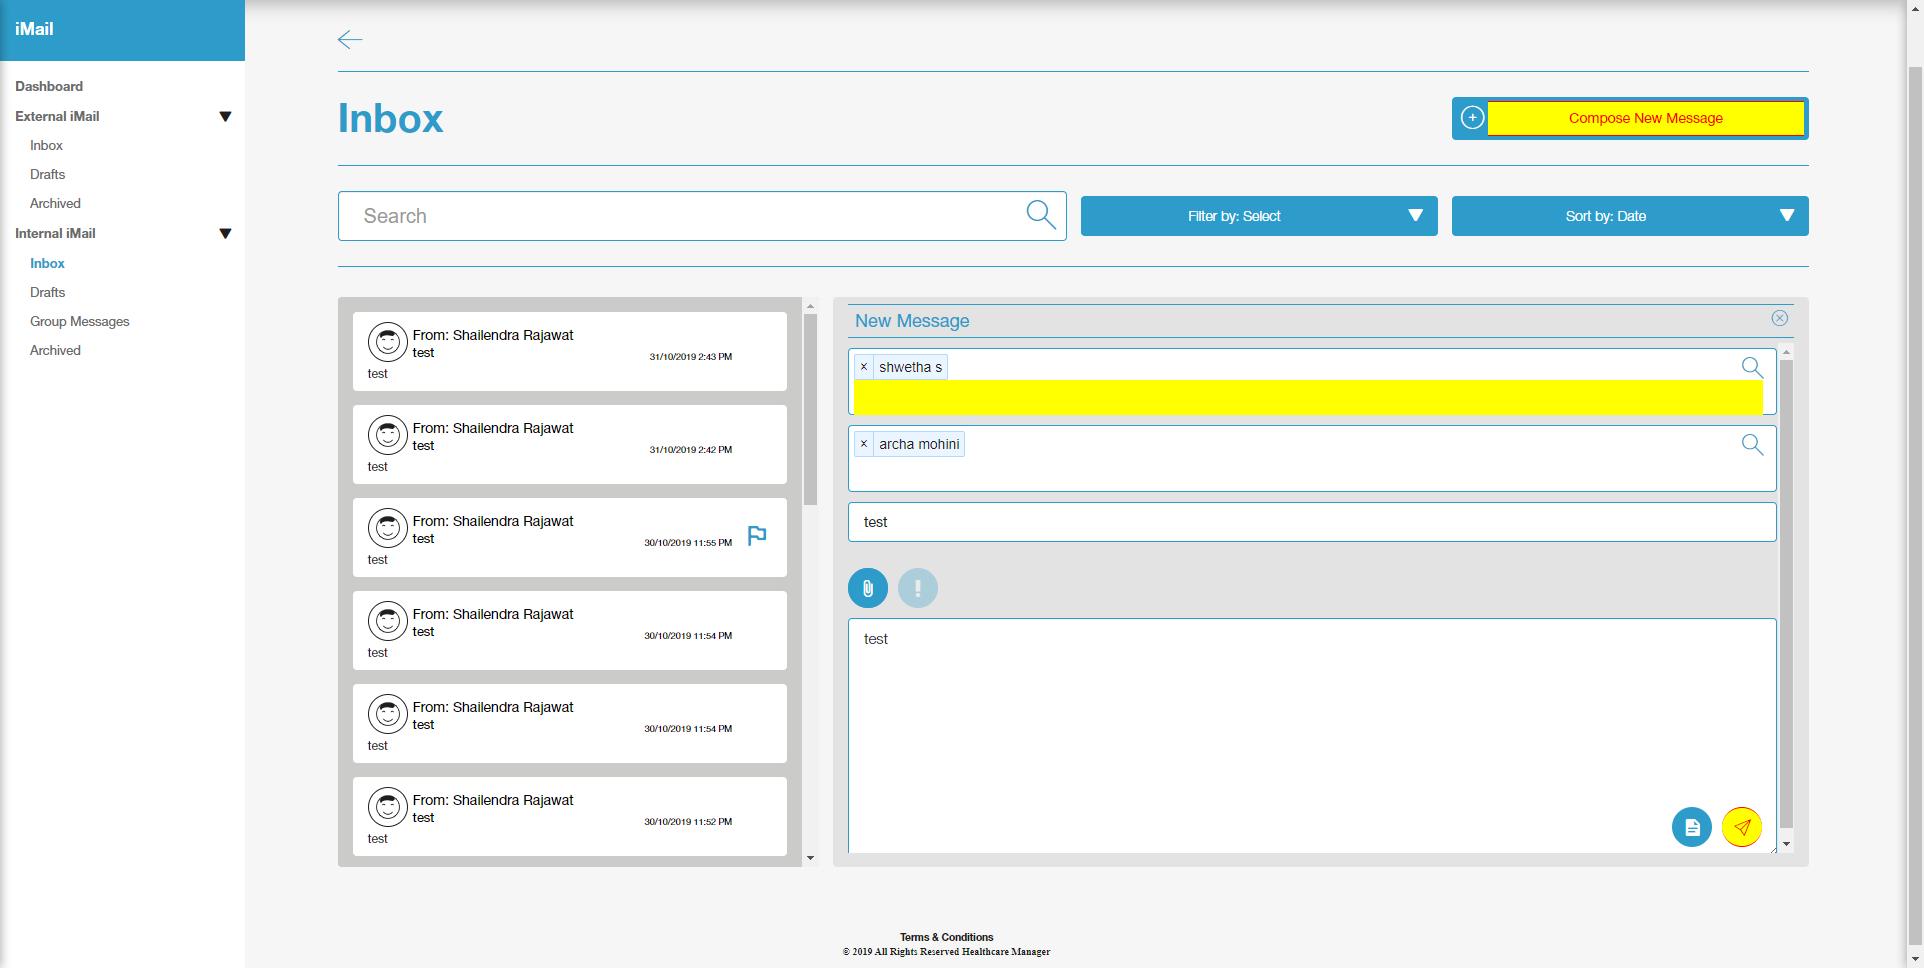 iMail
Dashboard
External iMail
Inbox
Drafts
Archived
Internal iMail
Inbox
Drafts
Group Messages
Archived
Inbox
Compose New Message
Search
Filter by: Select
Sort by: Date
From: Shailendra Rajawat
test
31/10/2019 2:43 PM
test
From: Shailendra Rajawat
test
31/10/2019 2:42 PM
test
From: Shailendra Rajawat
test
30/10/2019 11:55 PM
test
From: Shailendra Rajawat
test
30/10/2019 11:54 PM
test
From: Shailendra Rajawat
test
30/10/2019 11:54 PM
test
From: Shailendra Rajawat
test
30/10/2019 11:52 PM
test
New Message
× shwetha s
× archa mohini
test
test
Terms & Conditions
© 2019 All Rights Reserved Healthcare Manager